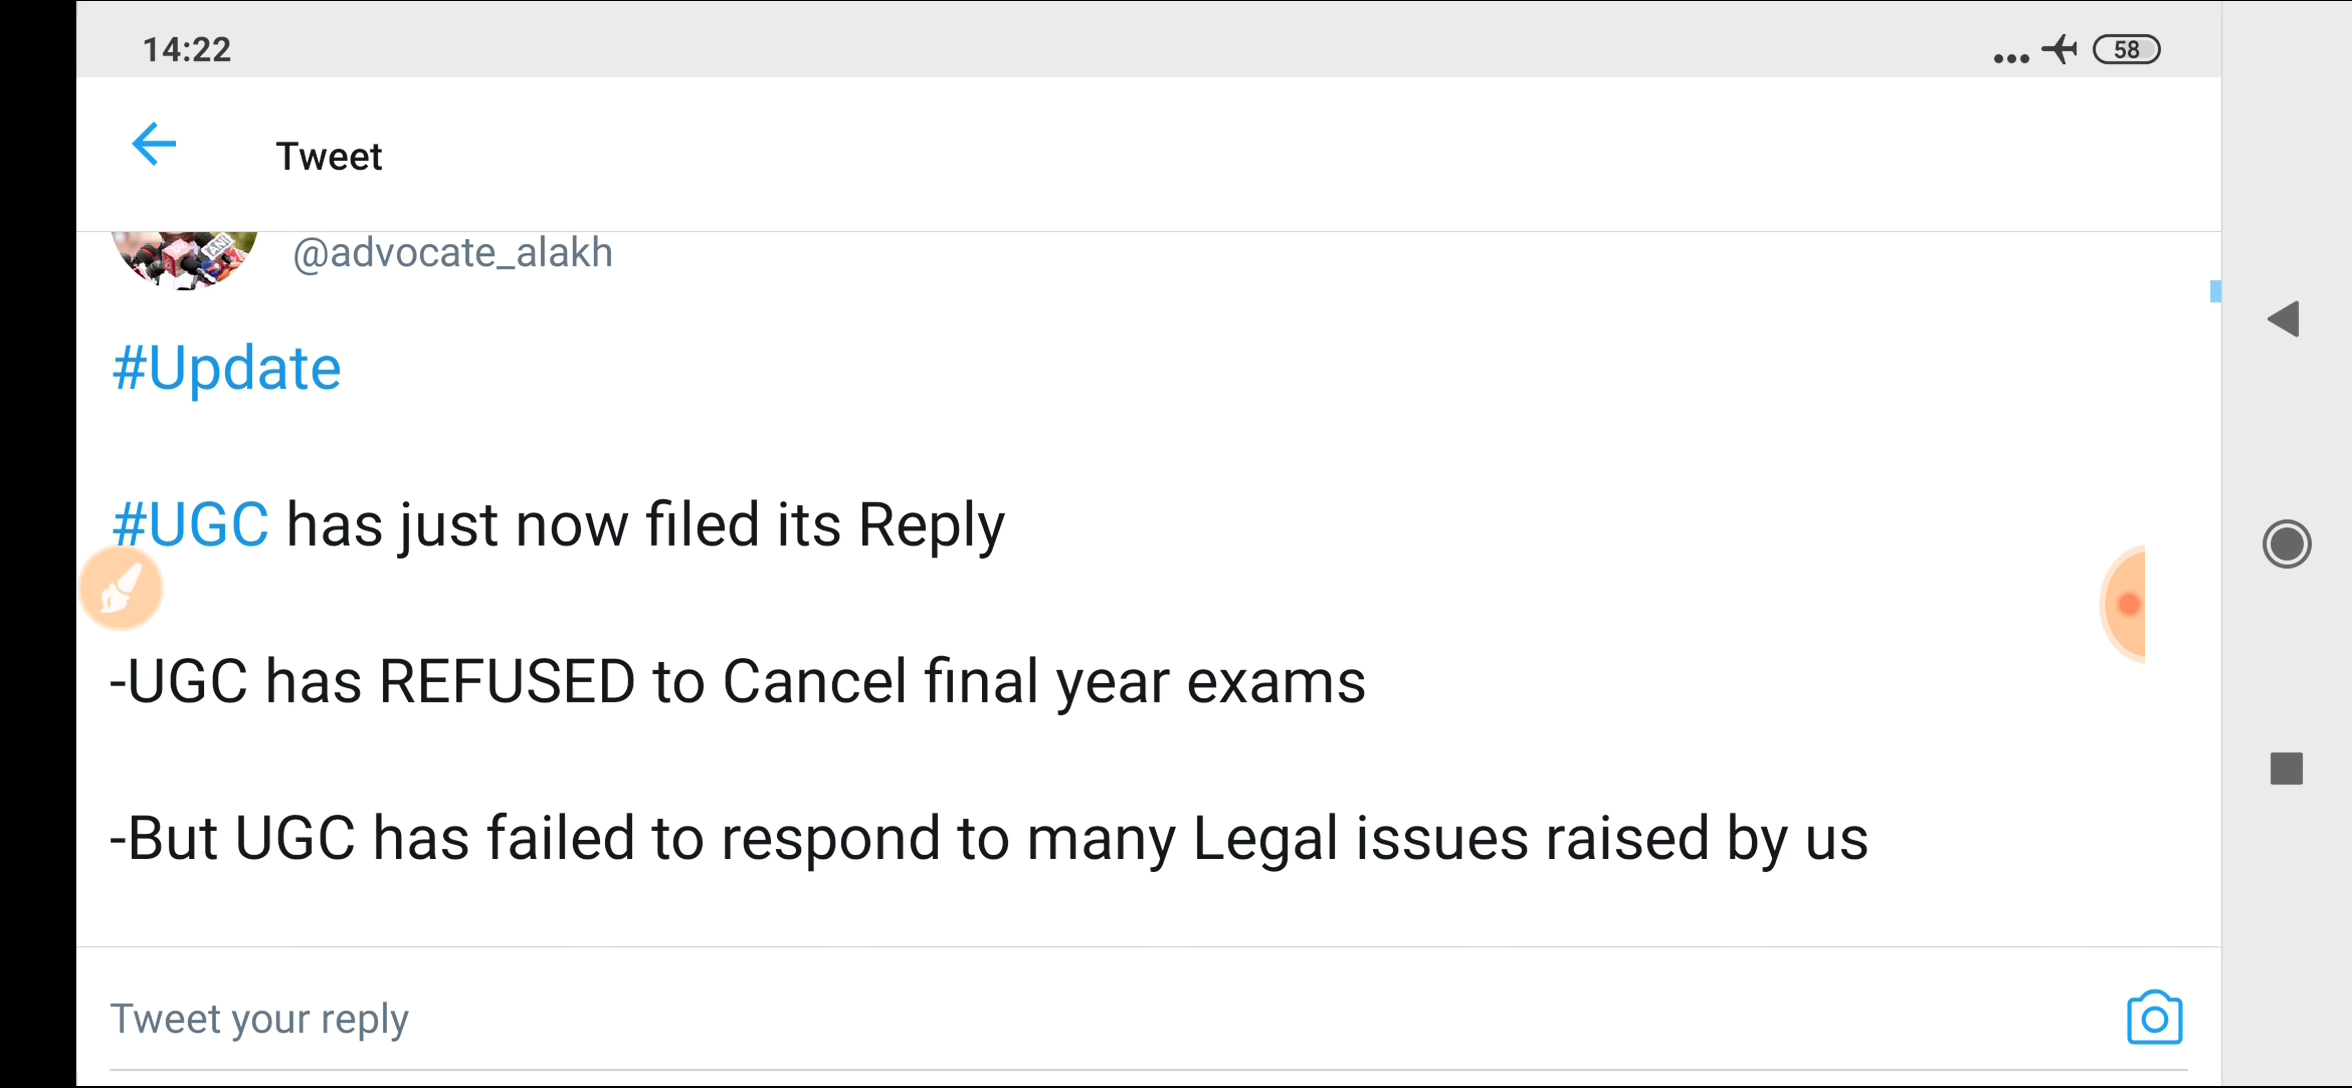 14:22
58
Tweet
@advocate_alakh
ANI
#Update
#UGC has just now filed its Reply
-UGC has REFUSED to Cancel final year exams
-But UGC has failed to respond to many Legal issues raised by us
Tweet your reply